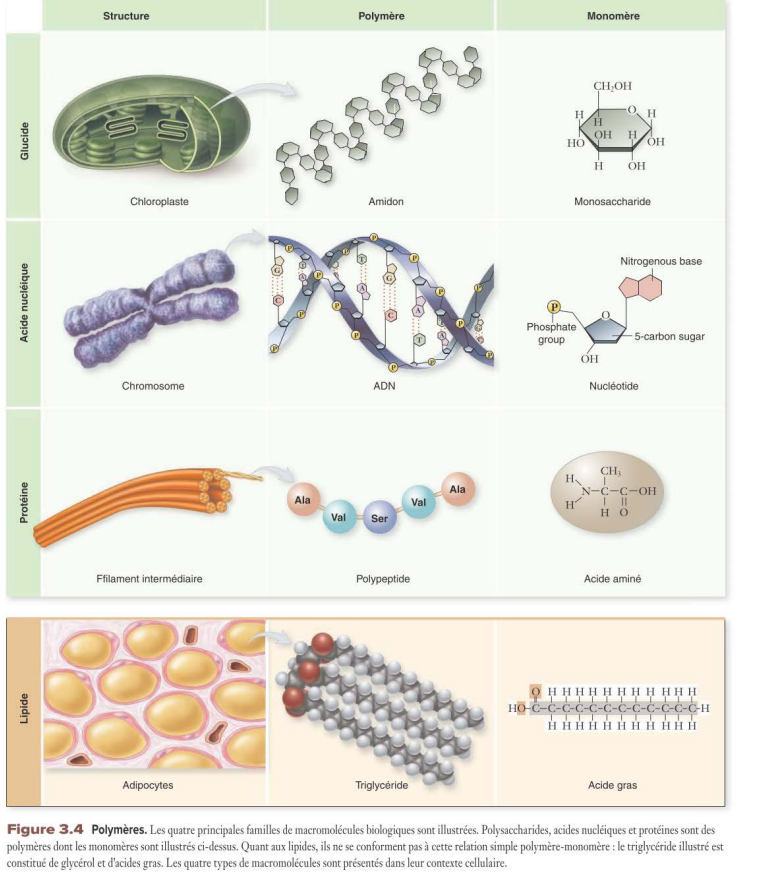 Structure Polymère Monomère
Glucide
CH₂OH
H O H
H
OH H
HO OH
H OH
Chloroplaste Amidon Monosaccharide
Acide nucléique
P P P P P P P P P P P P P
G C T A T A G C A T A G
Nitrogenous base
P
Phosphate
group
O
5-carbon sugar
OH
Chromosome ADN Nucléotide
Protéine
Ala Val Ser Val Ala
CH₃
H
N–C–C–OH
H H O
Ffilament intermédiaire Polypeptide Acide aminé
Lipide
O H H H H H H H H H H H H
HO–C–C–C–C–C–C–C–C–C–C–C–C–C–H
H H H H H H H H H H H H
Adipocytes Triglycéride Acide gras
Figure 3.4 Polymères. Les quatre principales familles de macromolécules biologiques sont illustrées. Polysaccharides, acides nucléiques et protéines sont des
polymères dont les monomères sont illustrés ci-dessus. Quant aux lipides, ils ne se conforment pas à cette relation simple polymère-monomère : le triglycéride illustré est
constitué de glycérol et d'acides gras. Les quatre types de macromolécules sont présentés dans leur contexte cellulaire.